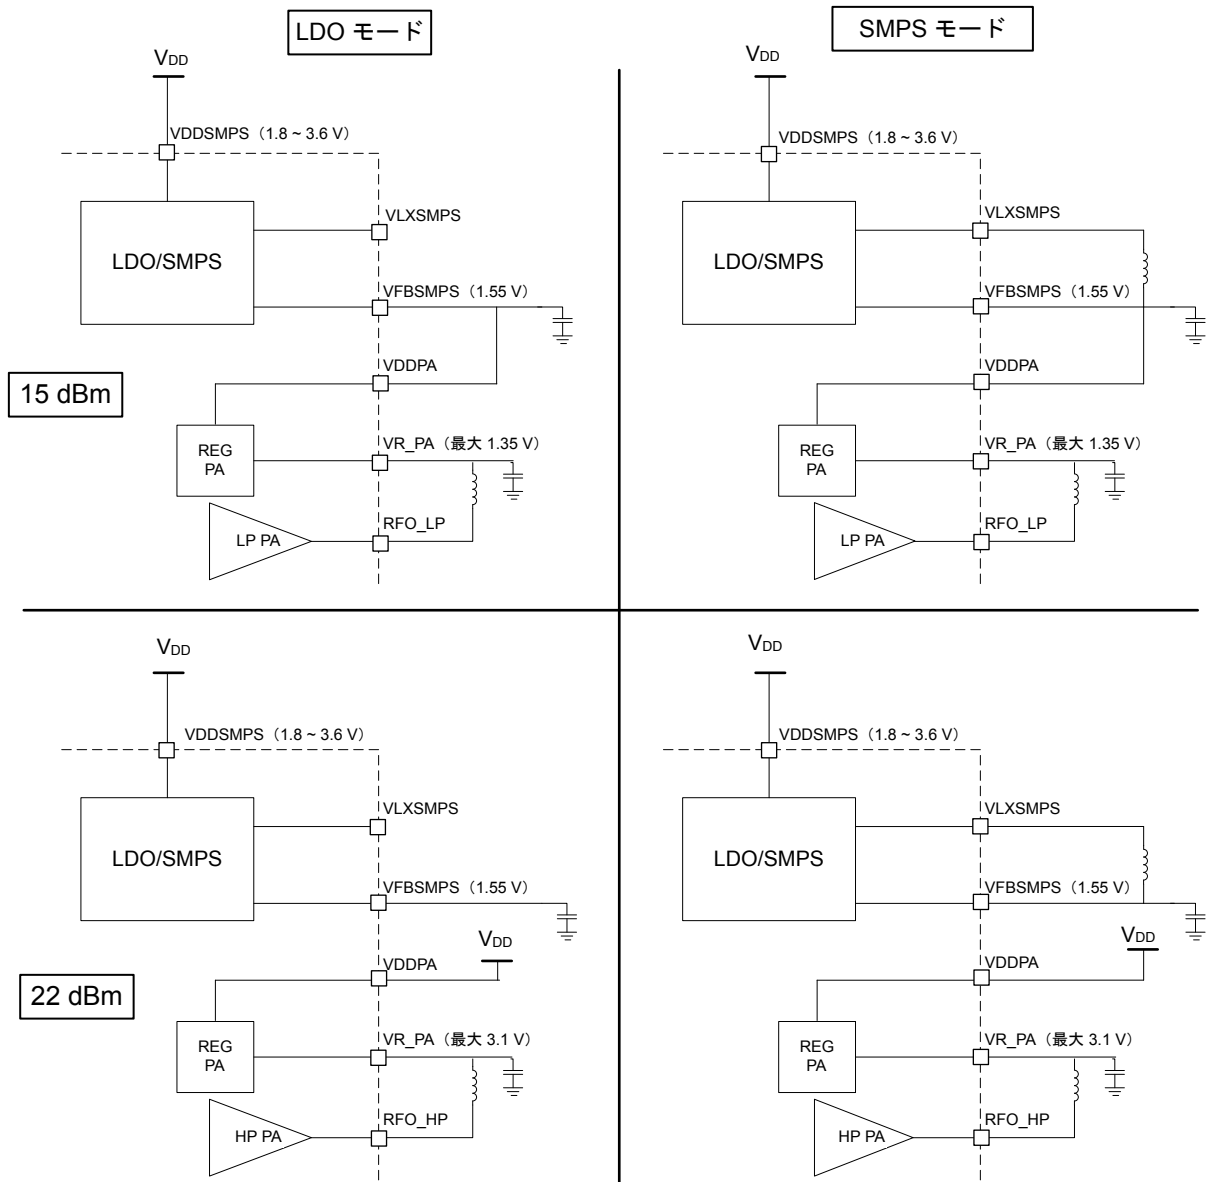 LDO モード
SMPS モード
VDD
VDDSMPS（1.8 ~ 3.6 V）
LDO/SMPS
VLXSMPS
VFBSMPS（1.55 V）
VDDPA
15 dBm
REG
PA
VR_PA（最大 1.35 V）
LP PA
RFO_LP
VDD
VDDSMPS（1.8 ~ 3.6 V）
LDO/SMPS
VLXSMPS
VFBSMPS（1.55 V）
VDDPA
REG
PA
VR_PA（最大 1.35 V）
LP PA
RFO_LP
VDD
VDDSMPS（1.8 ~ 3.6 V）
LDO/SMPS
VLXSMPS
VFBSMPS（1.55 V）
VDD
VDDPA
22 dBm
REG
PA
VR_PA（最大 3.1 V）
HP PA
RFO_HP
VDD
VDDSMPS（1.8 ~ 3.6 V）
LDO/SMPS
VLXSMPS
VFBSMPS（1.55 V）
VDD
VDDPA
REG
PA
VR_PA（最大 3.1 V）
HP PA
RFO_HP